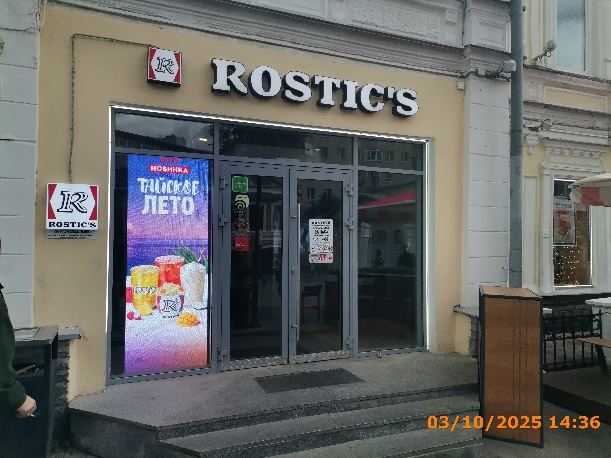 R
ROSTIC'S
НОВИНКА
ТАЙСКОЕ
ЛЕТО
R
ROSTIC'S
R
03/10/2025 14:36